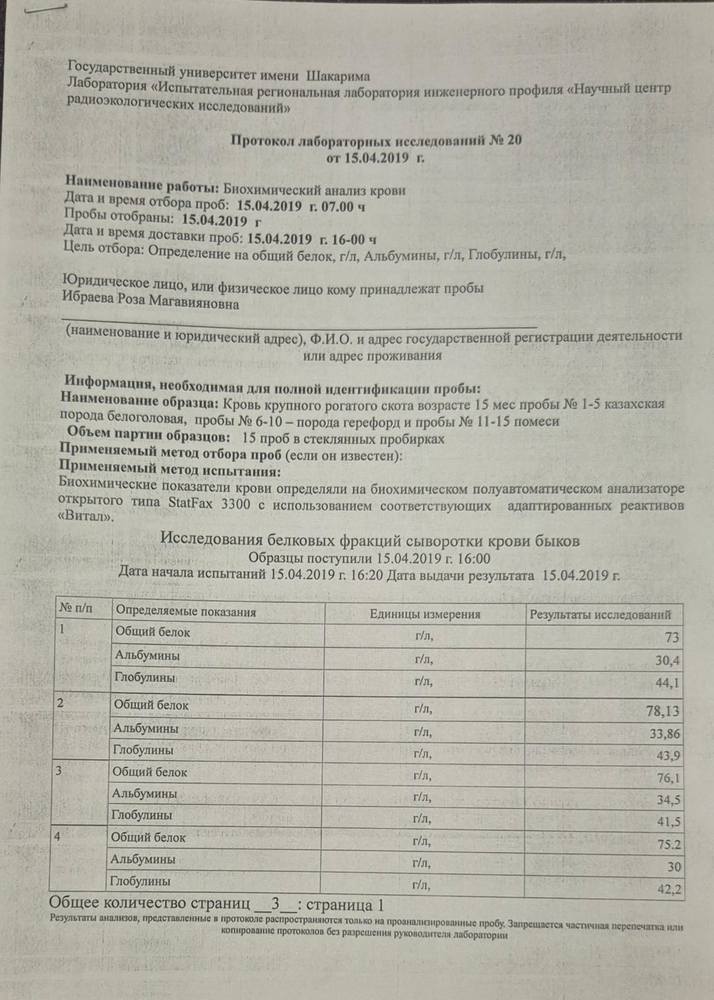 Государственный университет имени Шакарима
Лаборатория «Испытательная региональная лаборатория инженерного профиля «Научный центр
радиоэкологических исследований»
Протокол лабораторных исследований № 20
от 15.04.2019 г.
Наименование работы: Биохимический анализ крови
Дата и время отбора проб: 15.04.2019 г. 07.00 ч
Пробы отобраны: 15.04.2019 г
Дата и время доставки проб: 15.04.2019 г. 16-00 ч
Цель отбора: Определение на общий белок, г/л, Альбумины, г/л, Глобулины, г/л,
Юридическое лицо, или физическое лицо кому принадлежат пробы
Ибраева Роза Магавияновна
(наименование и юридический адрес), Ф.И.О. и адрес государственной регистрации деятельности
или адрес проживания
Информация, необходимая для полной идентификации пробы:
Наименование образца: Кровь крупного рогатого скота возрасте 15 мес пробы № 1-5 казахская
порода белоголовая, пробы № 6-10 – порода герефорд и пробы № 11-15 помеси
Объем партии образцов: 15 проб в стеклянных пробирках
Применяемый метод отбора проб (если он известен):
Применяемый метод испытания:
Биохимические показатели крови определяли на биохимическом полуавтоматическом анализаторе
открытого типа StatFax 3300 с использованием соответствующих адаптированных реактивов
«Витал».
Исследования белковых фракций сыворотки крови быков
Образцы поступили 15.04.2019 г. 16:00
Дата начала испытаний 15.04.2019 г. 16:20 Дата выдачи результата 15.04.2019 г.
№ п/п Определяемые показания Единицы измерения Результаты исследований
1 Общий белок г/л, 73
Альбумины г/л, 30,4
Глобулины г/л, 44,1
2 Общий белок г/л, 78,13
Альбумины г/л, 33,86
Глобулины г/л, 43,9
3 Общий белок г/л, 76,1
Альбумины г/л, 34,5
Глобулины г/л, 41,5
4 Общий белок г/л, 75.2
Альбумины г/л, 30
Глобулины г/л, 42,2
Общее количество страниц __3__: страница 1
Результаты анализов, представленные в протоколе распространяются только на проанализированные пробу. Запрещается частичная перепечатка или
копирование протоколов без разрешения руководителя лаборатории